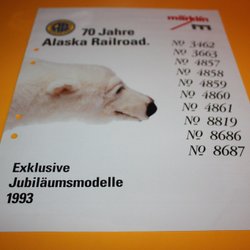 70 Jahre
Alaska Railroad.
märklin
m
№ 3462
№ 3663
№ 4857
№ 4858
№ 4859
№ 4860
№ 4861
№ 8819
№ 8686
№ 8687
Exklusive
Jubiläumsmodelle
1993